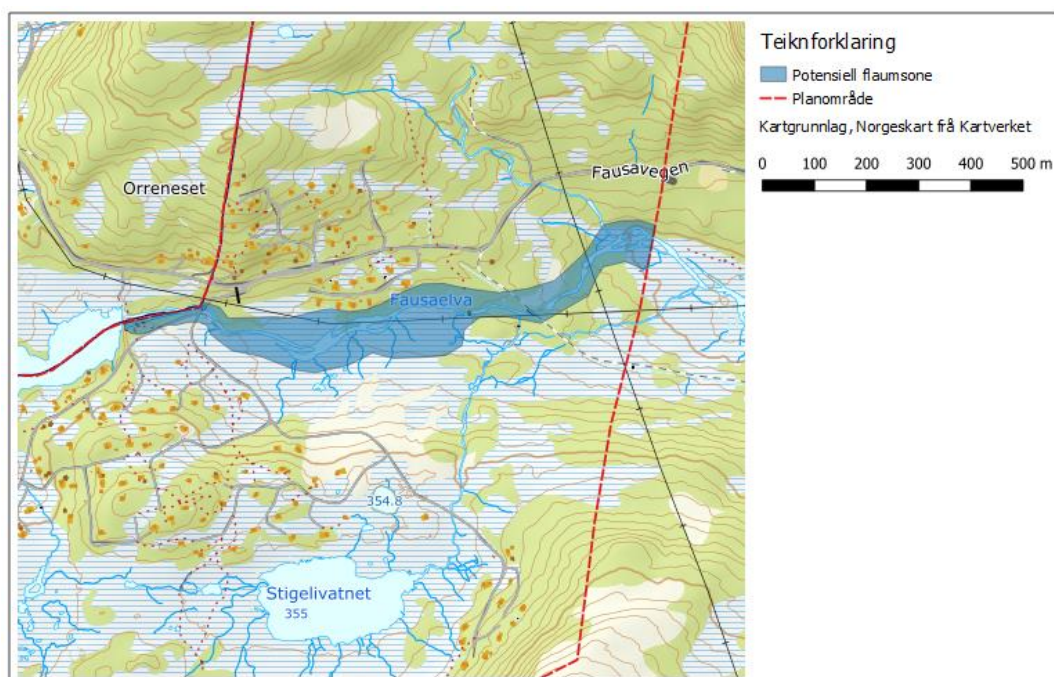 Teiknforklaring
Potensiell flaumsone
Planområde
Kartgrunnlag, Norgeskart frå Kartverket
0 100 200 300 400 500 m
Fausavegen
Orreneset
Fausaelva
354.8
Stigelivatnet
355